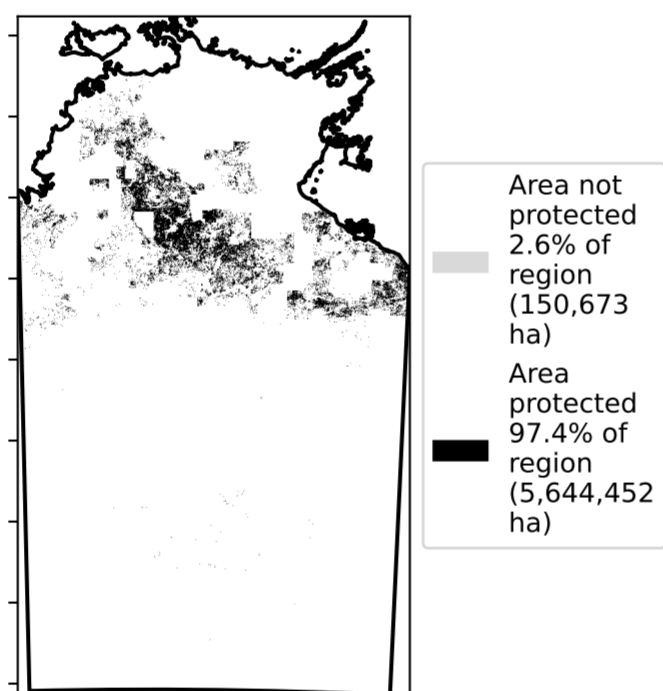 Area not
protected
2.6% of
region
(150,673
ha)
Area
protected
97.4% of
region
(5,644,452
ha)